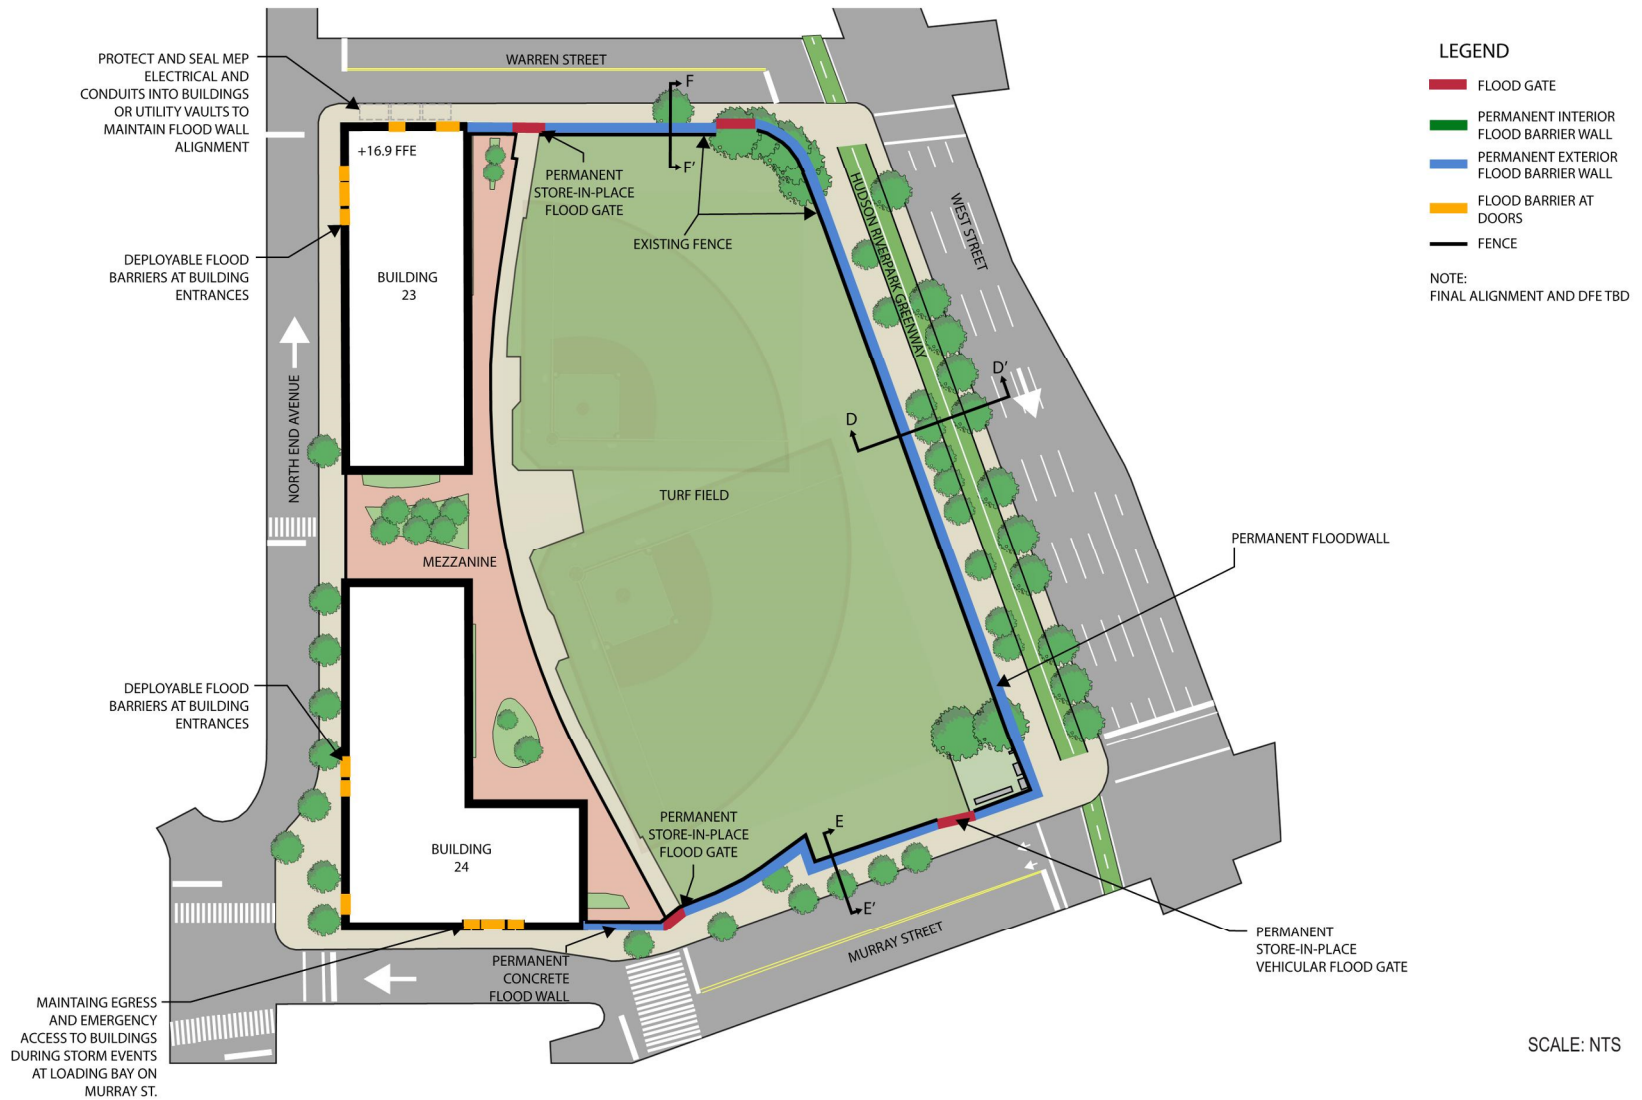 PROTECT AND SEAL MEP
ELECTRICAL AND
CONDUITS INTO BUILDINGS
OR UTILITY VAULTS TO
MAINTAIN FLOOD WALL
ALIGNMENT
WARREN STREET
F
F'
+16.9 FFE
PERMANENT
STORE-IN-PLACE
FLOOD GATE
EXISTING FENCE
DEPLOYABLE FLOOD
BARRIERS AT BUILDING
ENTRANCES
BUILDING
23
HUDSON RIVERPARK GREENWAY
WEST STREET
NORTH END AVENUE
D
D'
TURF FIELD
MEZZANINE
PERMANENT FLOODWALL
DEPLOYABLE FLOOD
BARRIERS AT BUILDING
ENTRANCES
BUILDING
24
PERMANENT
STORE-IN-PLACE
FLOOD GATE
E
E'
MURRAY STREET
PERMANENT
CONCRETE
FLOOD WALL
PERMANENT
STORE-IN-PLACE
VEHICULAR FLOOD GATE
MAINTAING EGRESS
AND EMERGENCY
ACCESS TO BUILDINGS
DURING STORM EVENTS
AT LOADING BAY ON
MURRAY ST.
LEGEND
FLOOD GATE
PERMANENT INTERIOR
FLOOD BARRIER WALL
PERMANENT EXTERIOR
FLOOD BARRIER WALL
FLOOD BARRIER AT
DOORS
FENCE
NOTE:
FINAL ALIGNMENT AND DFE TBD
SCALE: NTS